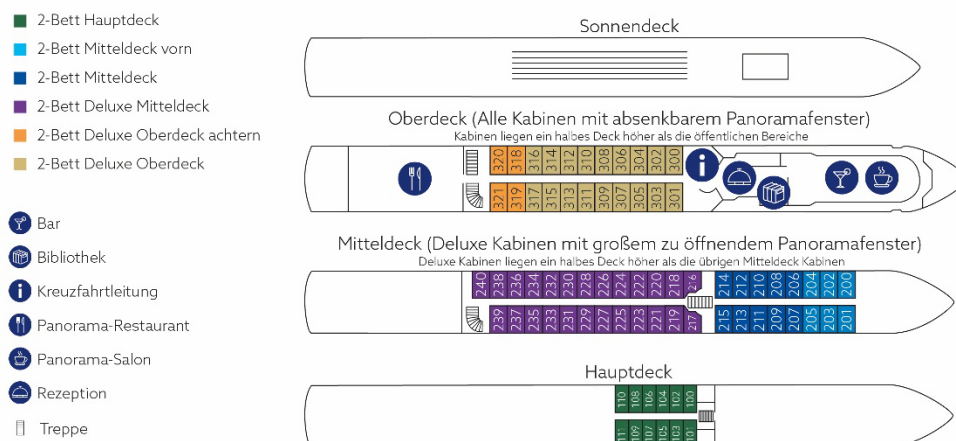 2-Bett Hauptdeck
2-Bett Mitteldeck vorn
2-Bett Mitteldeck
2-Bett Deluxe Mitteldeck
2-Bett Deluxe Oberdeck achtern
2-Bett Deluxe Oberdeck
Bar
Bibliothek
Kreuzfahrtleitung
Panorama-Restaurant
Panorama-Salon
Rezeption
Treppe
Sonnendeck
Oberdeck (Alle Kabinen mit absenkbarem Panoramafenster)
Kabinen liegen ein halbes Deck höher als die öffentlichen Bereiche
320 318 316 314 312 310 308 306 304 302 300
321 319 317 315 313 311 309 307 305 303 301
Mitteldeck (Deluxe Kabinen mit großem zu öffnendem Panoramafenster)
Deluxe Kabinen liegen ein halbes Deck höher als die übrigen Mitteldeck Kabinen
240 238 236 234 232 230 228 226 224 222 220 218 216 214 212 210 208 206 204 202 200
239 237 235 233 231 229 227 225 223 221 219 217 215 213 211 209 207 205 203 201
Hauptdeck
110 108 106 104 102 100
111 109 107 105 103 101